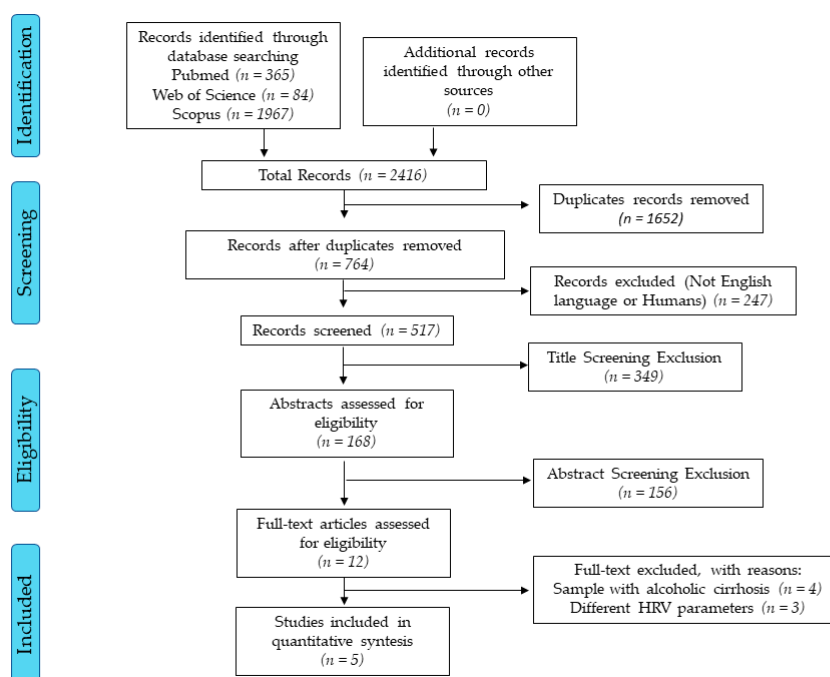 Identification
Records identified through
database searching
Pubmed (n = 365)
Web of Science (n = 84)
Scopus (n = 1967)
Additional records
identified through other
sources
(n = 0)
Total Records (n = 2416)
Screening
Duplicates records removed
(n = 1652)
Records after duplicates removed
(n = 764)
Records excluded (Not English
language or Humans) (n = 247)
Records screened (n = 517)
Title Screening Exclusion
(n = 349)
Eligibility
Abstracts assessed for
eligibility
(n = 168)
Abstract Screening Exclusion
(n = 156)
Full-text articles assessed
for eligibility
(n = 12)
Included
Full-text excluded, with reasons:
Sample with alcoholic cirrhosis (n = 4)
Different HRV parameters (n = 3)
Studies included in
quantitative syntesis
(n = 5)